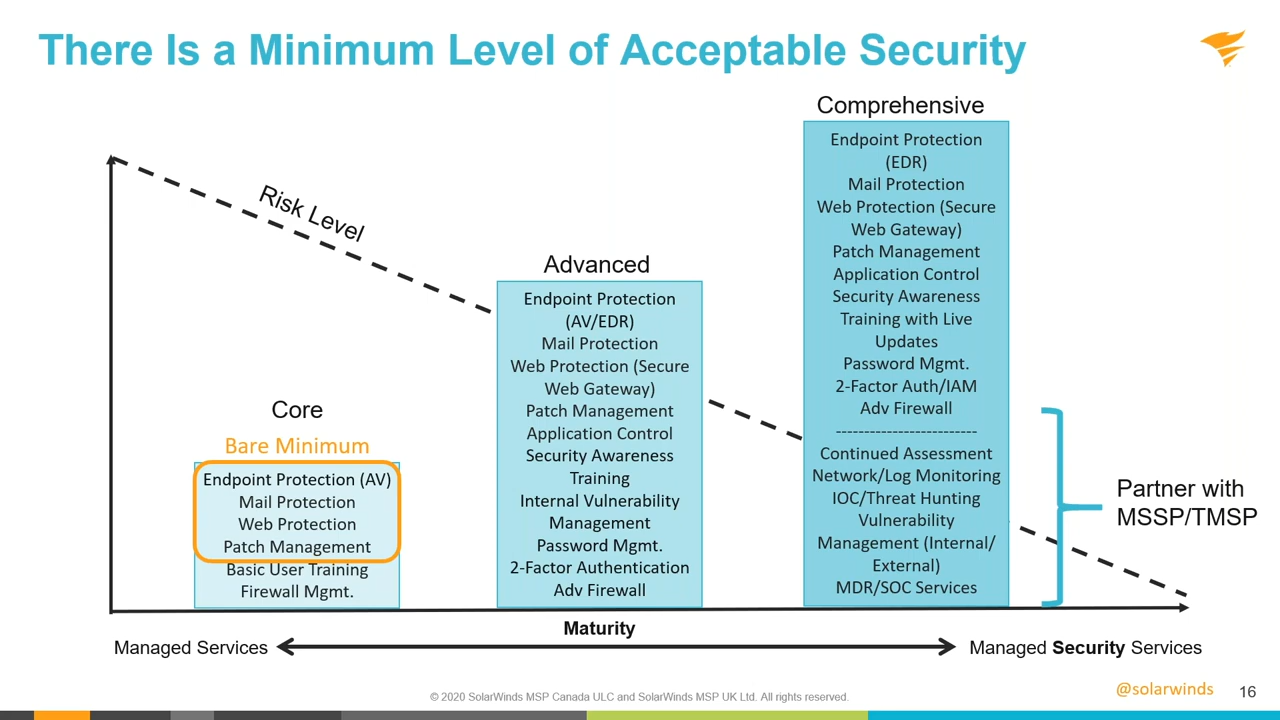 There Is a Minimum Level of Acceptable Security
Risk Level
Core
Bare Minimum
Endpoint Protection (AV)
Mail Protection
Web Protection
Patch Management
Basic User Training
Firewall Mgmt.
Advanced
Endpoint Protection
(AV/EDR)
Mail Protection
Web Protection (Secure
Web Gateway)
Patch Management
Application Control
Security Awareness
Training
Internal Vulnerability
Management
Password Mgmt.
2-Factor Authentication
Adv Firewall
Comprehensive
Endpoint Protection
(EDR)
Mail Protection
Web Protection (Secure
Web Gateway)
Patch Management
Application Control
Security Awareness
Training with Live
Updates
Password Mgmt.
2-Factor Auth/IAM
Adv Firewall
-------------------------
Continued Assessment
Network/Log Monitoring
IOC/Threat Hunting
Vulnerability
Management (Internal/
External)
MDR/SOC Services
Partner with
MSSP/TMSP
Maturity
Managed Services
Managed Security Services
© 2020 SolarWinds MSP Canada ULC and SolarWinds MSP UK Ltd. All rights reserved.
@solarwinds
16